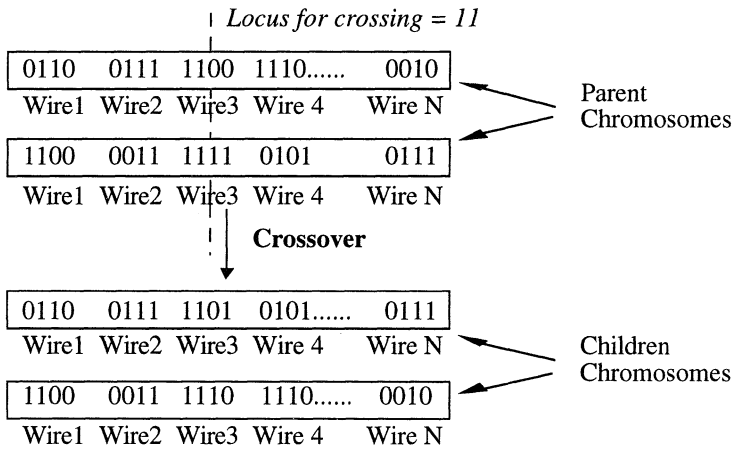 Locus for crossing = 11
0110 0111 1100 1110...... 0010
Wire1 Wire2 Wire3 Wire 4 Wire N
Parent
Chromosomes
1100 0011 1111 0101 0111
Wire1 Wire2 Wire3 Wire 4 Wire N
Crossover
0110 0111 1101 0101...... 0111
Wire1 Wire2 Wire3 Wire 4 Wire N
Children
Chromosomes
1100 0011 1110 1110...... 0010
Wire1 Wire2 Wire3 Wire 4 Wire N